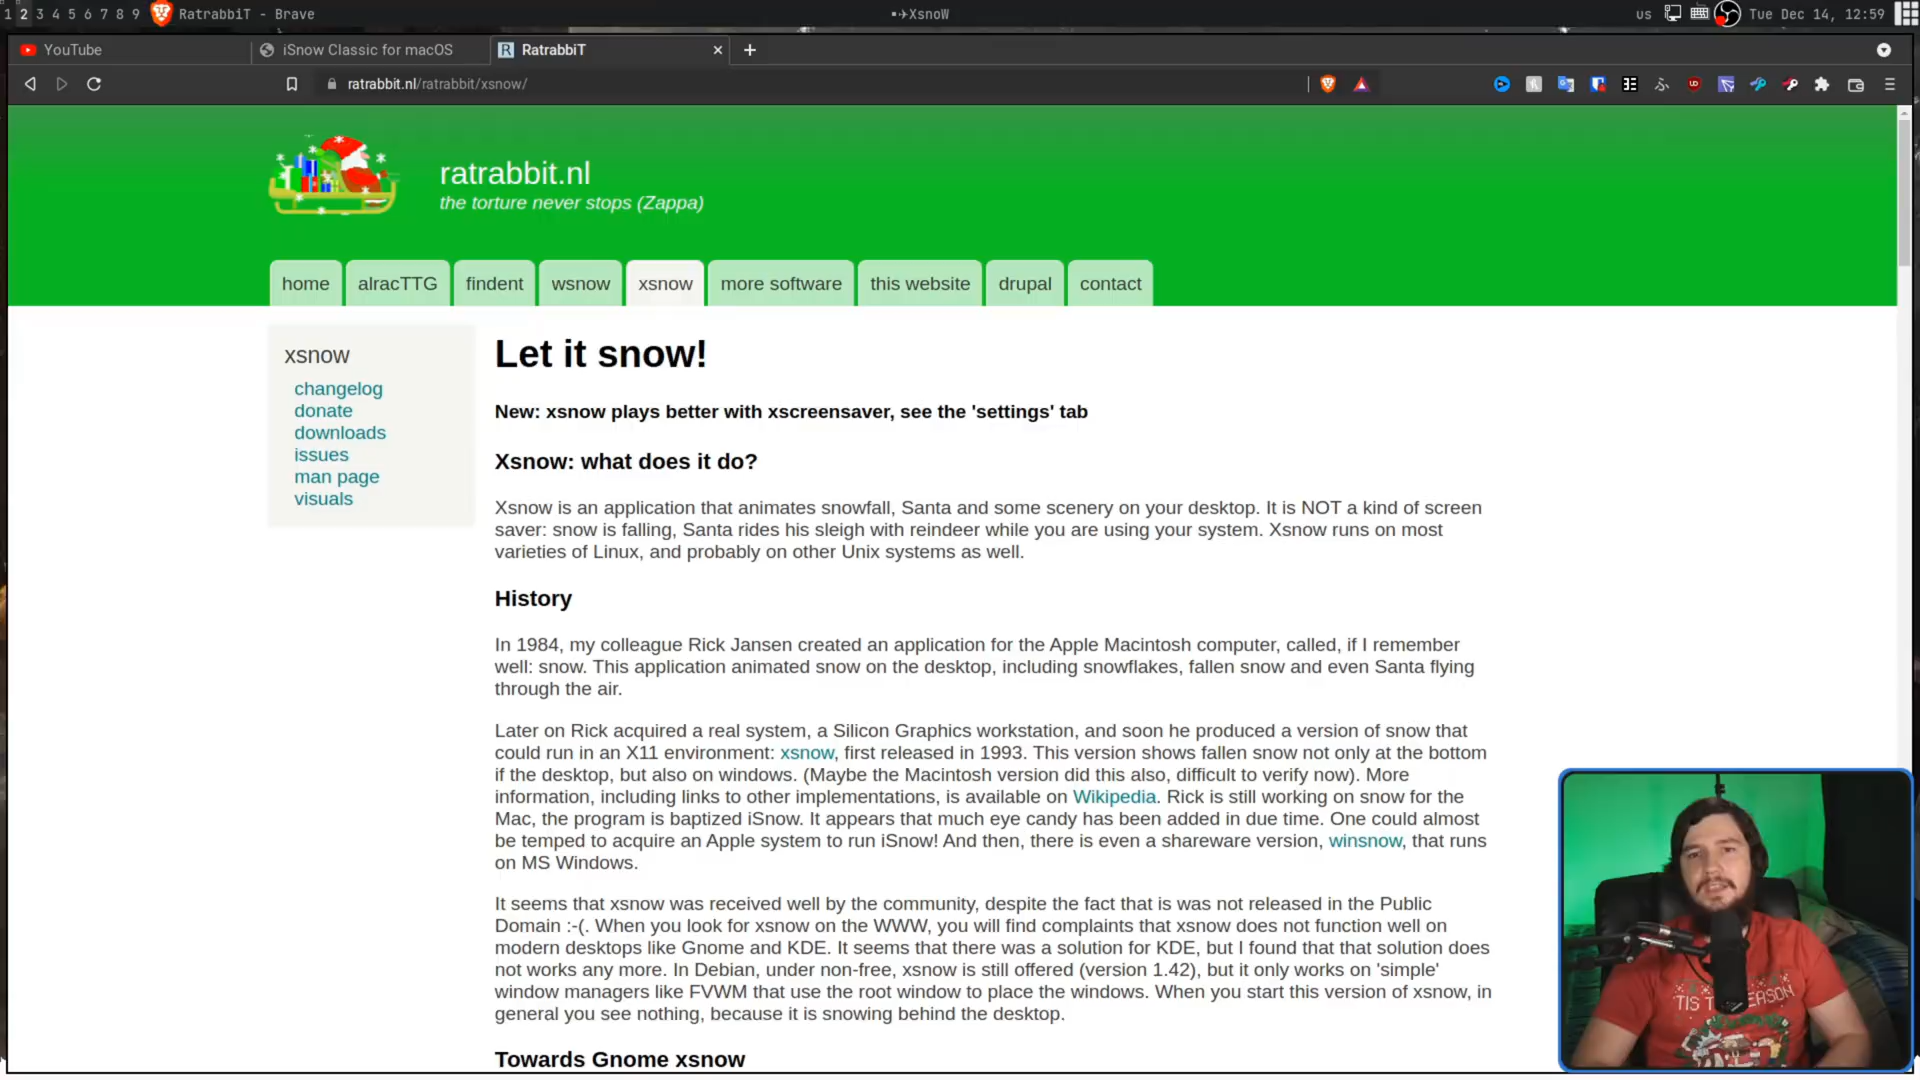 1 2 3 4 5 6 7 8 9 RatrabbiT - Brave
XsnoW
us Tue Dec 14, 12:59
YouTube
iSnow Classic for macOS
R RatrabbiT
ratrabbit.nl/ratrabbit/xsnow/
ratrabbit.nl
the torture never stops (Zappa)
home alracTTG findent wsnow xsnow more software this website drupal contact
xsnow
changelog
donate
downloads
issues
man page
visuals
Let it snow!
New: xsnow plays better with xscreensaver, see the 'settings' tab
Xsnow: what does it do?
Xsnow is an application that animates snowfall, Santa and some scenery on your desktop. It is NOT a kind of screen
saver: snow is falling, Santa rides his sleigh with reindeer while you are using your system. Xsnow runs on most
varieties of Linux, and probably on other Unix systems as well.
History
In 1984, my colleague Rick Jansen created an application for the Apple Macintosh computer, called, if I remember
well: snow. This application animated snow on the desktop, including snowflakes, fallen snow and even Santa flying
through the air.
Later on Rick acquired a real system, a Silicon Graphics workstation, and soon he produced a version of snow that
could run in an X11 environment: xsnow, first released in 1993. This version shows fallen snow not only at the bottom
if the desktop, but also on windows. (Maybe the Macintosh version did this also, difficult to verify now). More
information, including links to other implementations, is available on Wikipedia. Rick is still working on snow for the
Mac, the program is baptized iSnow. It appears that much eye candy has been added in due time. One could almost
be temped to acquire an Apple system to run iSnow! And then, there is even a shareware version, winsnow, that runs
on MS Windows.
It seems that xsnow was received well by the community, despite the fact that is was not released in the Public
Domain :-(. When you look for xsnow on the WWW, you will find complaints that xsnow does not function well on
modern desktops like Gnome and KDE. It seems that there was a solution for KDE, but I found that that solution does
not works any more. In Debian, under non-free, xsnow is still offered (version 1.42), but it only works on 'simple'
window managers like FVWM that use the root window to place the windows. When you start this version of xsnow, in
general you see nothing, because it is snowing behind the desktop.
Towards Gnome xsnow